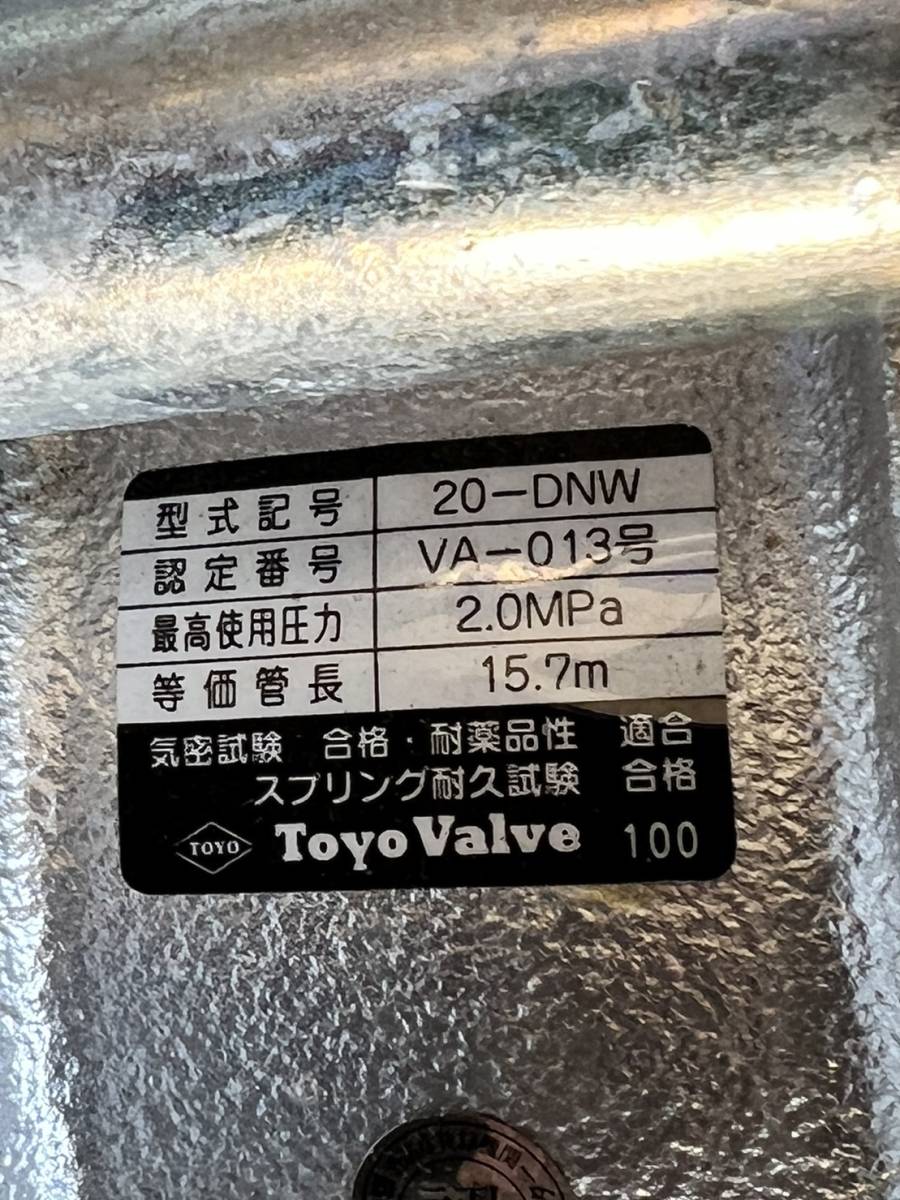 型式記号 20-DNW
認定番号 VA-013号
最高使用圧力 2.0MPa
等価管長 15.7m
気密試験 合格・耐薬品性 適合
スプリング耐久試験 合格
TOYO Toyo Valve 100